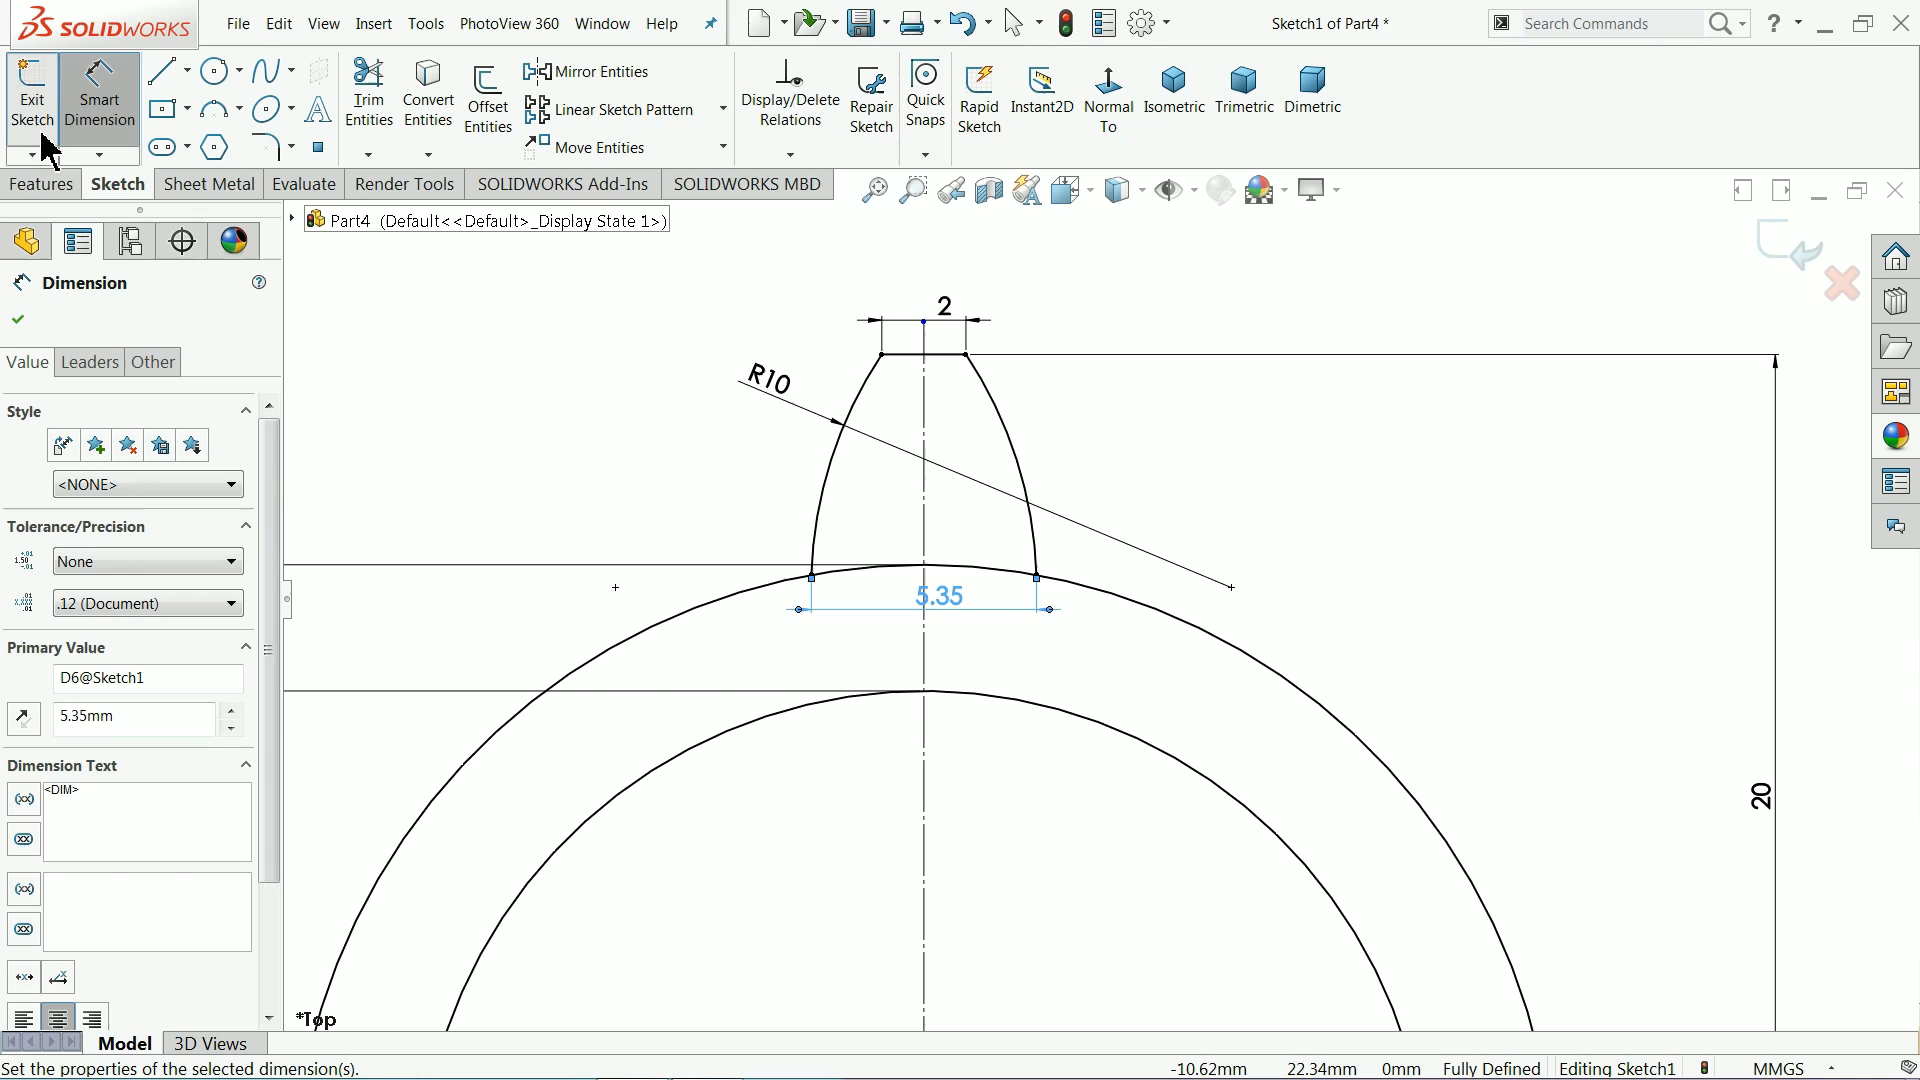 SOLIDWORKS
File Edit View Insert Tools PhotoView 360 Window Help
Sketch1 of Part4 *
Search Commands
?
Exit Sketch
Smart Dimension
Trim Entities
Convert Entities
Offset Entities
Mirror Entities
Linear Sketch Pattern
Move Entities
Display/Delete Relations
Repair Sketch
Quick Snaps
Rapid Sketch
Instant2D
Normal To
Isometric
Trimetric
Dimetric
Features Sketch Sheet Metal Evaluate Render Tools SOLIDWORKS Add-Ins SOLIDWORKS MBD
Part4 (Default<<Default>_Display State 1>)
Dimension
Value Leaders Other
Style
<NONE>
Tolerance/Precision
None
.12 (Document)
Primary Value
D6@Sketch1
5.35mm
Dimension Text
<DIM>
2
R10
5.35
20
*Top
Model 3D Views
Set the properties of the selected dimension(s).
-10.62mm 22.34mm 0mm Fully Defined Editing Sketch1 MMGS